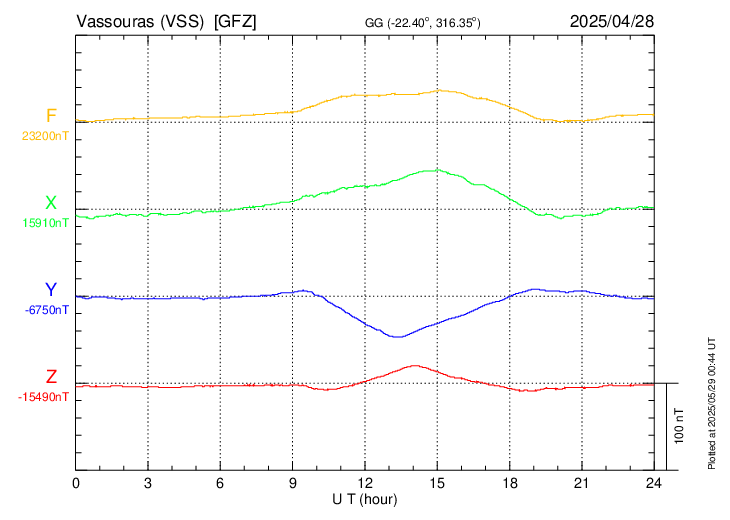 Vassouras (VSS) [GFZ] GG (-22.40°, 316.35°) 2025/04/28
F
23200nT
X
15910nT
Y
-6750nT
Z
-15490nT
100 nT
Plotted at 2025/05/29 00:44 UT
0 3 6 9 12 15 18 21 24
U T (hour)